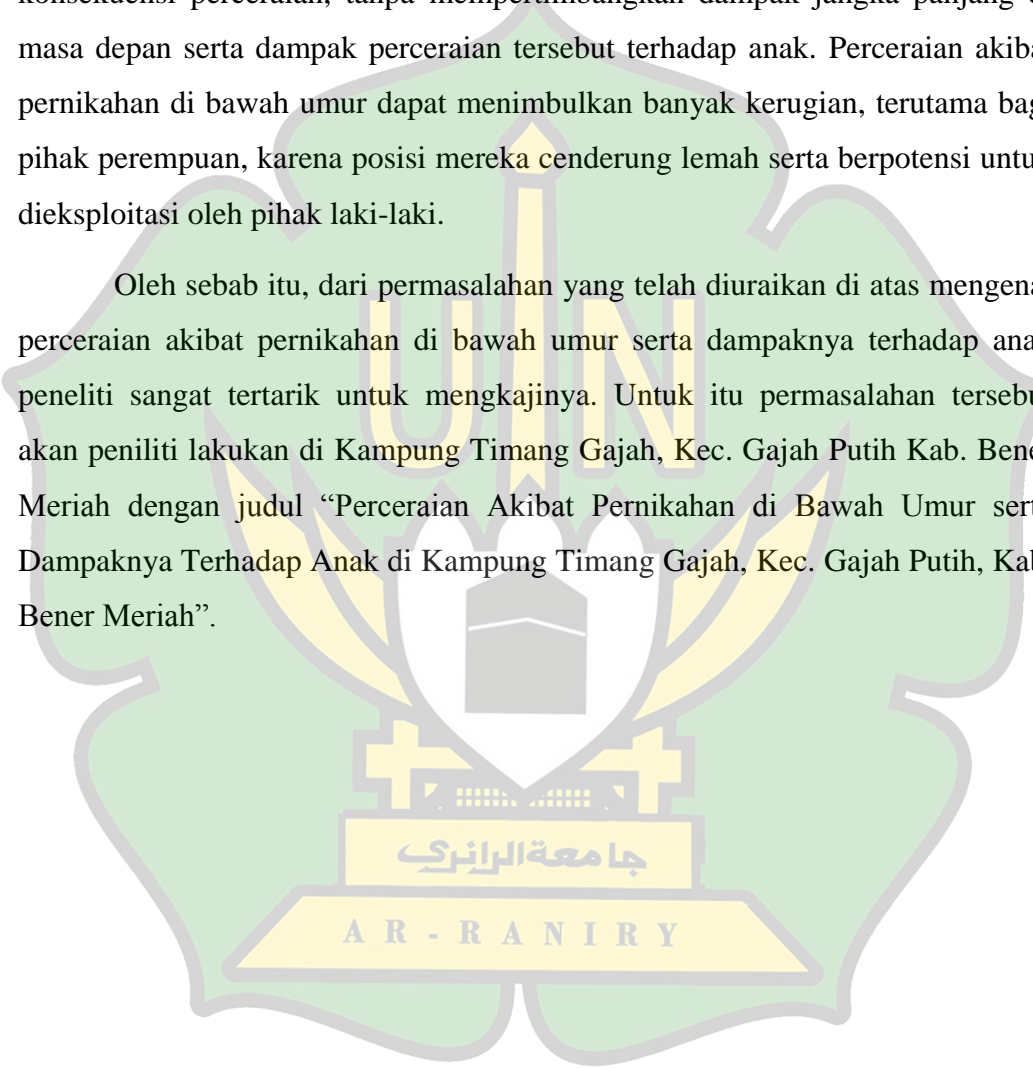 konsekuensi perceraian, tanpa mempertimbangkan dampak jangka panjang
masa depan serta dampak perceraian tersebut terhadap anak. Perceraian akiba
pernikahan di bawah umur dapat menimbulkan banyak kerugian, terutama bag
pihak perempuan, karena posisi mereka cenderung lemah serta berpotensi untu
dieksploitasi oleh pihak laki-laki.
Oleh sebab itu, dari permasalahan yang telah diuraikan di atas mengena
perceraian akibat pernikahan di bawah umur serta dampaknya terhadap ana
peneliti sangat tertarik untuk mengkajinya. Untuk itu permasalahan tersebu
akan peniliti lakukan di Kampung Timang Gajah, Kec. Gajah Putih Kab. Bene
Meriah dengan judul “Perceraian Akibat Pernikahan di Bawah Umur sert
Dampaknya Terhadap Anak di Kampung Timang Gajah, Kec. Gajah Putih, Kab
Bener Meriah”.
UIN
جامعة الرانري
AR-RANIRY